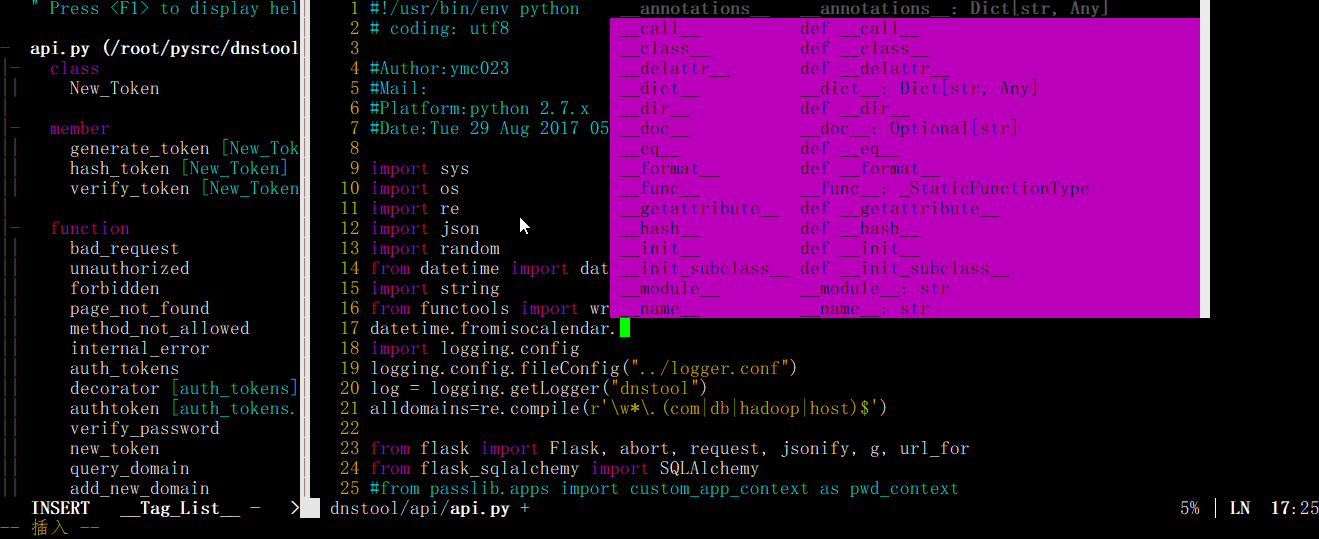 " Press <F1> to display hel
api.py (/root/pysrc/dnstool
class
New_Token
member
generate_token [New_Tok
hash_token [New_Token]
verify_token [New_Token
function
bad_request
unauthorized
forbidden
page_not_found
method_not_allowed
internal_error
auth_tokens
decorator [auth_tokens]
authtoken [auth_tokens.
verify_password
new_token
query_domain
add_new_domain
INSERT __Tag_List__ - >
1 #!/usr/bin/env python
2 # coding: utf8
3
4 #Author:ymc023
5 #Mail:
6 #Platform:python 2.7.x
7 #Date:Tue 29 Aug 2017 05
8
9 import sys
10 import os
11 import re
12 import json
13 import random
14 from datetime import dat
15 import string
16 from functools import wr
17 datetime.fromisocalendar.
18 import logging.config
19 logging.config.fileConfig("../logger.conf")
20 log = logging.getLogger("dnstool")
21 alldomains=re.compile(r'\w*\.(com|db|hadoop|host)$')
22
23 from flask import Flask, abort, request, jsonify, g, url_for
24 from flask_sqlalchemy import SQLAlchemy
25 #from passlib.apps import custom_app_context as pwd_context
__annotations__ __annotations__: Dict[str, Any]
__call__ def __call__
__class__ def __class__
__delattr__ def __delattr__
__dict__ __dict__: Dict[str, Any]
__dir__ def __dir__
__doc__ __doc__: Optional[str]
__eq__ def __eq__
__format__ def __format__
__func__ __func__: _StaticFunctionType
__getattribute__ def __getattribute__
__hash__ def __hash__
__init__ def __init__
__init_subclass__ def __init_subclass__
__module__ __module__: str
__name__ __name__: str
dnstool/api/api.py + 5% | LN 17:25
-- 插入 --